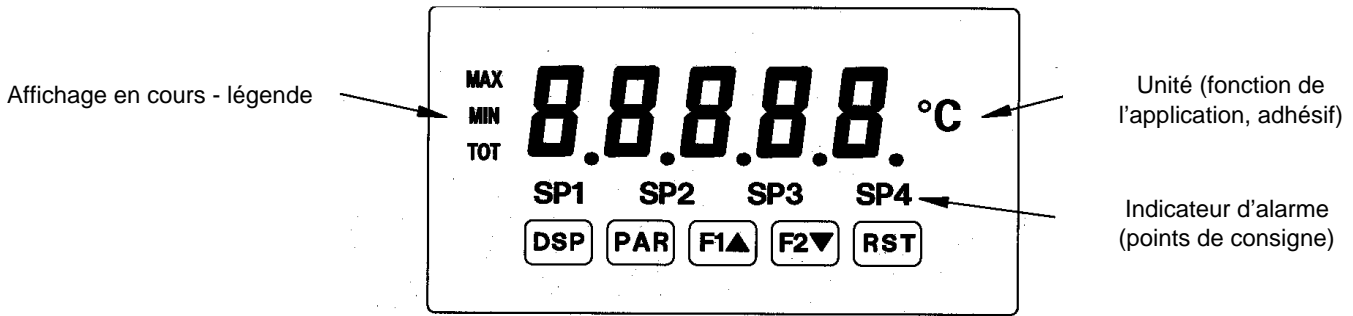 Affichage en cours - légende
MAX
MIN
TOT
8.8.8.8.8.
°C
SP1 SP2 SP3 SP4
DSP PAR F1▲ F2▼ RST
Unité (fonction de
l'application, adhésif)
Indicateur d'alarme
(points de consigne)